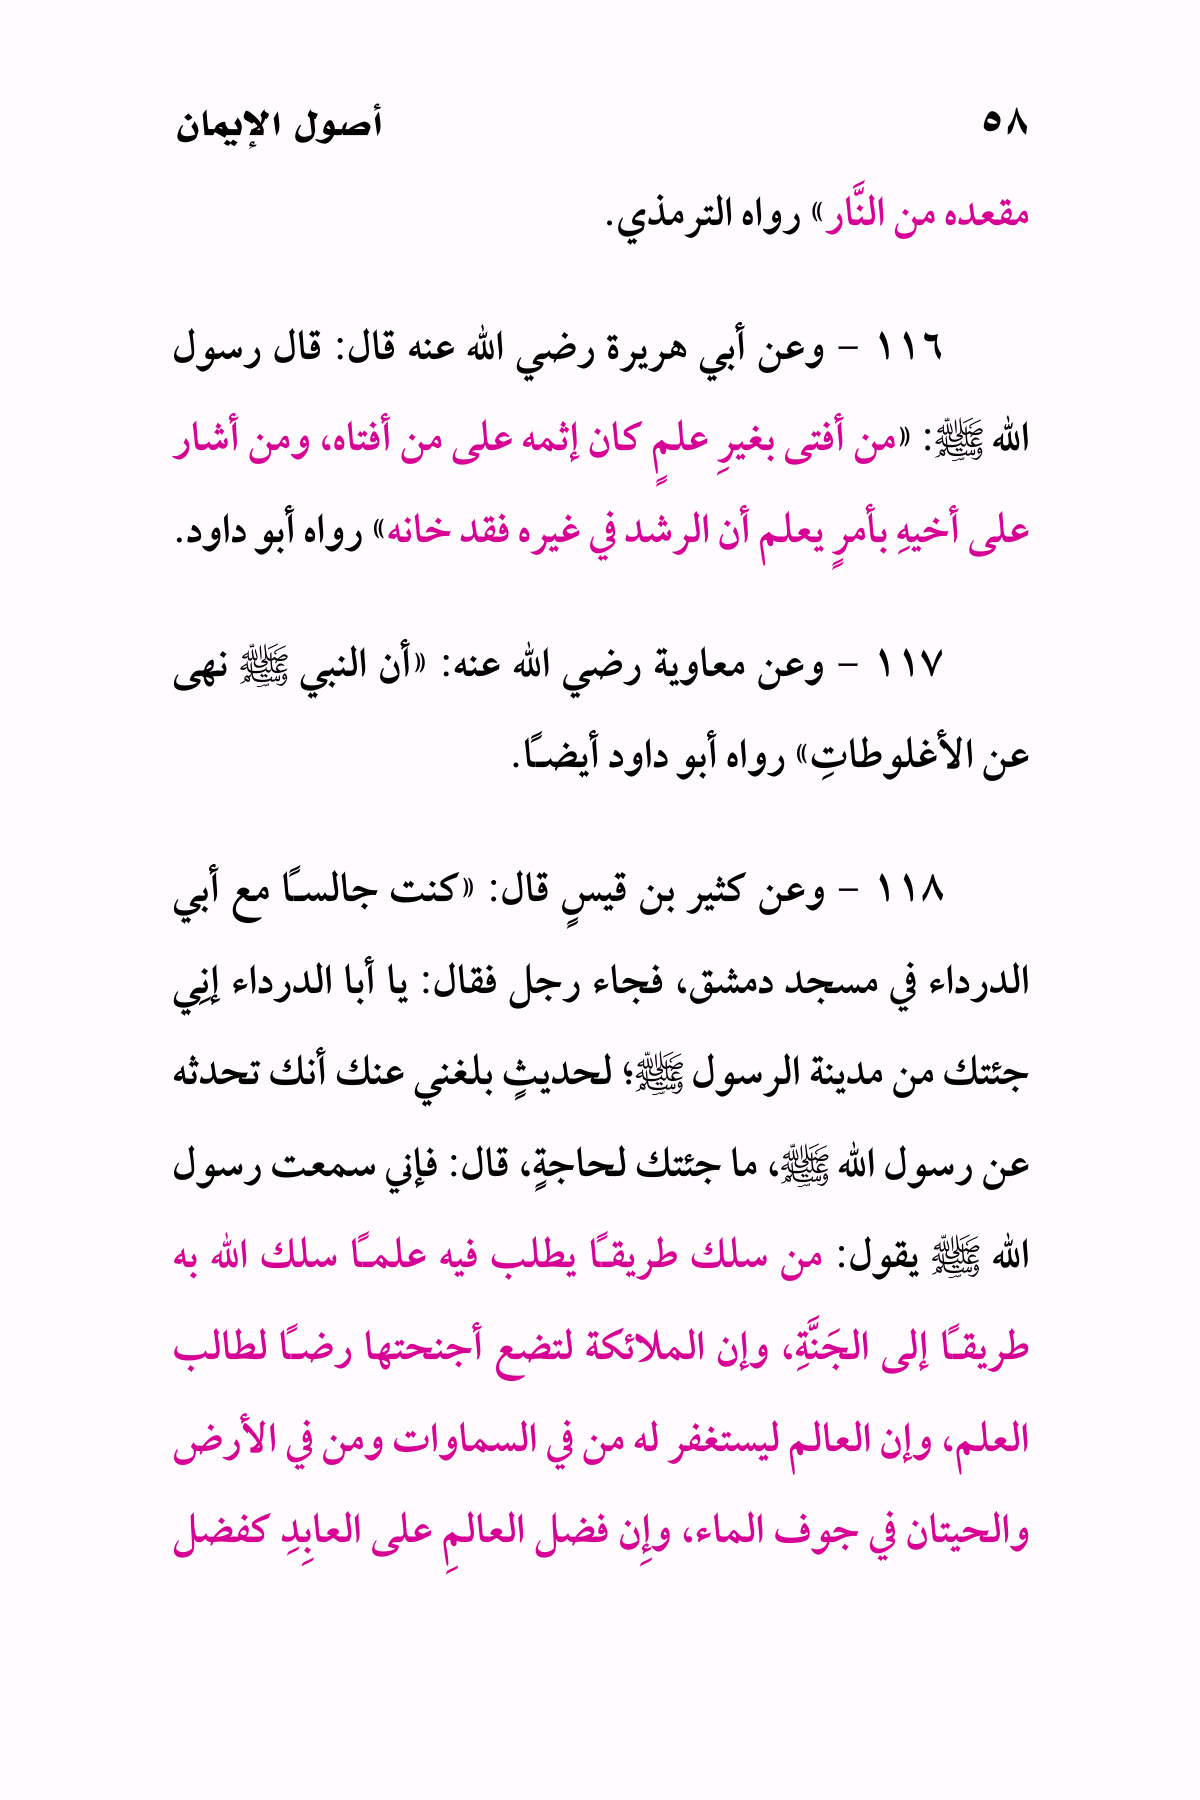 ٥٨
أصول الإيمان
مقعده من النَّار» رواه الترمذي.
١١٦ – وعن أبي هريرة رضي الله عنه قال: قال رسول
الله ﷺ: «من أفتى بغيرِ علمٍ كان إثمه على من أفتاه، ومن أشار
على أخيهِ بأمرٍ يعلم أن الرشد في غيره فقد خانه» رواه أبو داود.
١١٧ – وعن معاوية رضي الله عنه: «أن النبي ﷺ نهى
عن الأغلوطاتِ» رواه أبو داود أيضـًا.
١١٨ – وعن كثير بن قيسٍ قال: «كنت جالسـًا مع أبي
الدرداء في مسجد دمشق، فجاء رجل فقال: يا أبا الدرداء إنِي
جئتك من مدينة الرسول ﷺ؛ لحديثٍ بلغني عنك أنك تحدثه
عن رسول الله ﷺ، ما جئتك لحاجةٍ، قال: فإني سمعت رسول
الله ﷺ يقول: من سلك طريقـًا يطلب فيه علمـًا سلك الله به
طريقـًا إلى الجَنَّةِ، وإن الملائكة لتضع أجنحتها رضـًا لطالب
العلم، وإن العالم ليستغفر له من في السماوات ومن في الأرض
والحيتان في جوف الماء، وإِن فضل العالمِ على العابِدِ كفضل